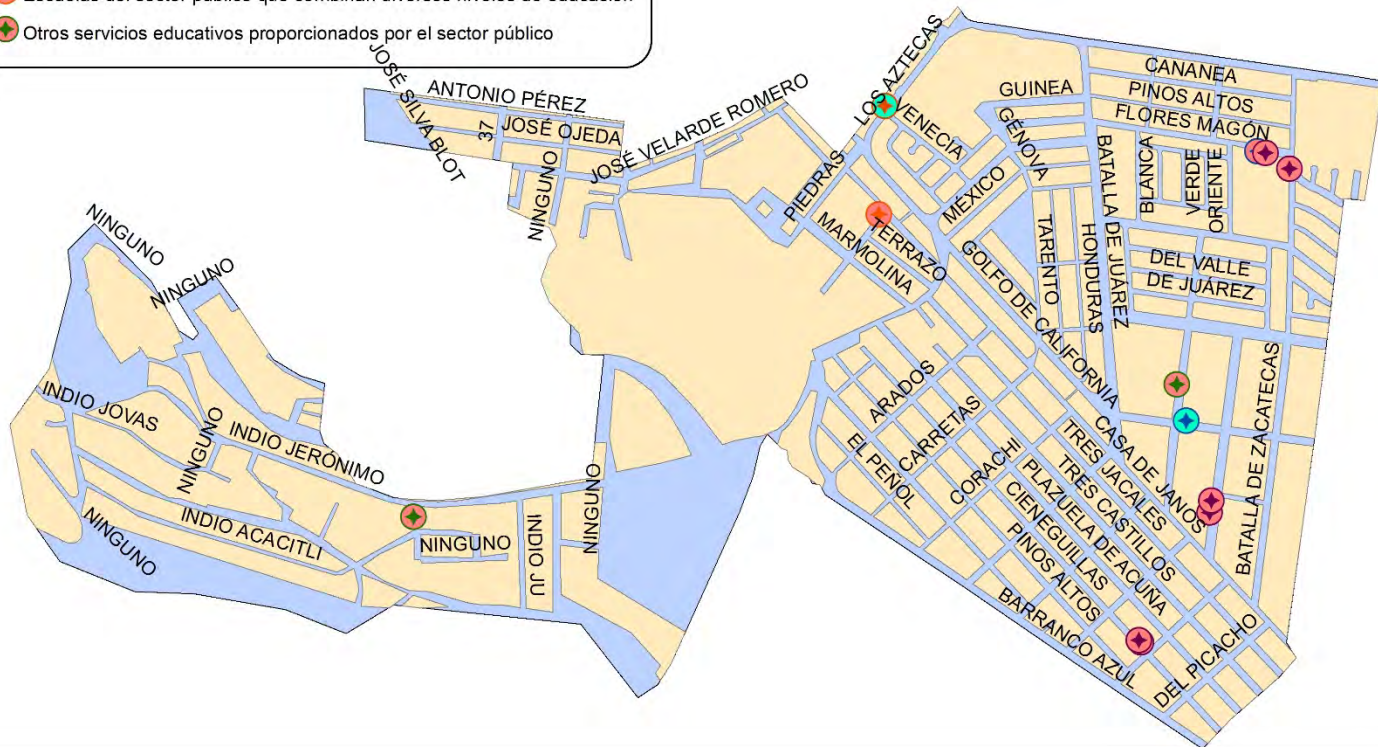 Escuelas del sector público que combinan diversos niveles de educación
Otros servicios educativos proporcionados por el sector público
JOSÉ SILVA BLOT
ANTONIO PÉREZ
37
JOSÉ OJEDA
NINGUNO
JOSÉ VELARDE ROMERO
PIEDRAS
LOS AZTECAS
VENECIA
GUINEA
GÉNOVA
MÉXICO
CANANEA
PINOS ALTOS
FLORES MAGÓN
BATALLA DE JUÁREZ
BLANCA
VERDE
ORIENTE
MARMOLINA
TERRAZO
GOLFO DE CALIFORNIA
TARENTO
HONDURAS
DEL VALLE
DE JUÁREZ
NINGUNO
NINGUNO
INDIO JOVAS
NINGUNO
INDIO JERÓNIMO
INDIO ACACITLI
NINGUNO
NINGUNO
INDIO JU
NINGUNO
ARADOS
CARRETAS
EL PEÑOL
CORACHI
CASA DE JANOS
TRES JACALES
TRES CASTILLOS
PLAZUELA DE ACUÑA
CIENEGUILLAS
PINOS ALTOS
BARRANCO AZUL
DEL PICACHO
BATALLA DE ZACATECAS